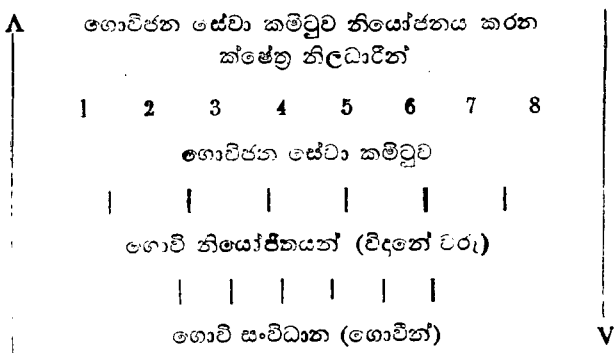 ගොවිජන සේවා කමිටුව නියෝජනය කරන
ක්ෂේත්‍ර නිලධාරීන්
1 2 3 4 5 6 7 8
ගොවිජන සේවා කමිටුව
ගොවි නියෝජිතයන් (විදානේ වරු)
ගොවි සංවිධාන (ගොවීන්)